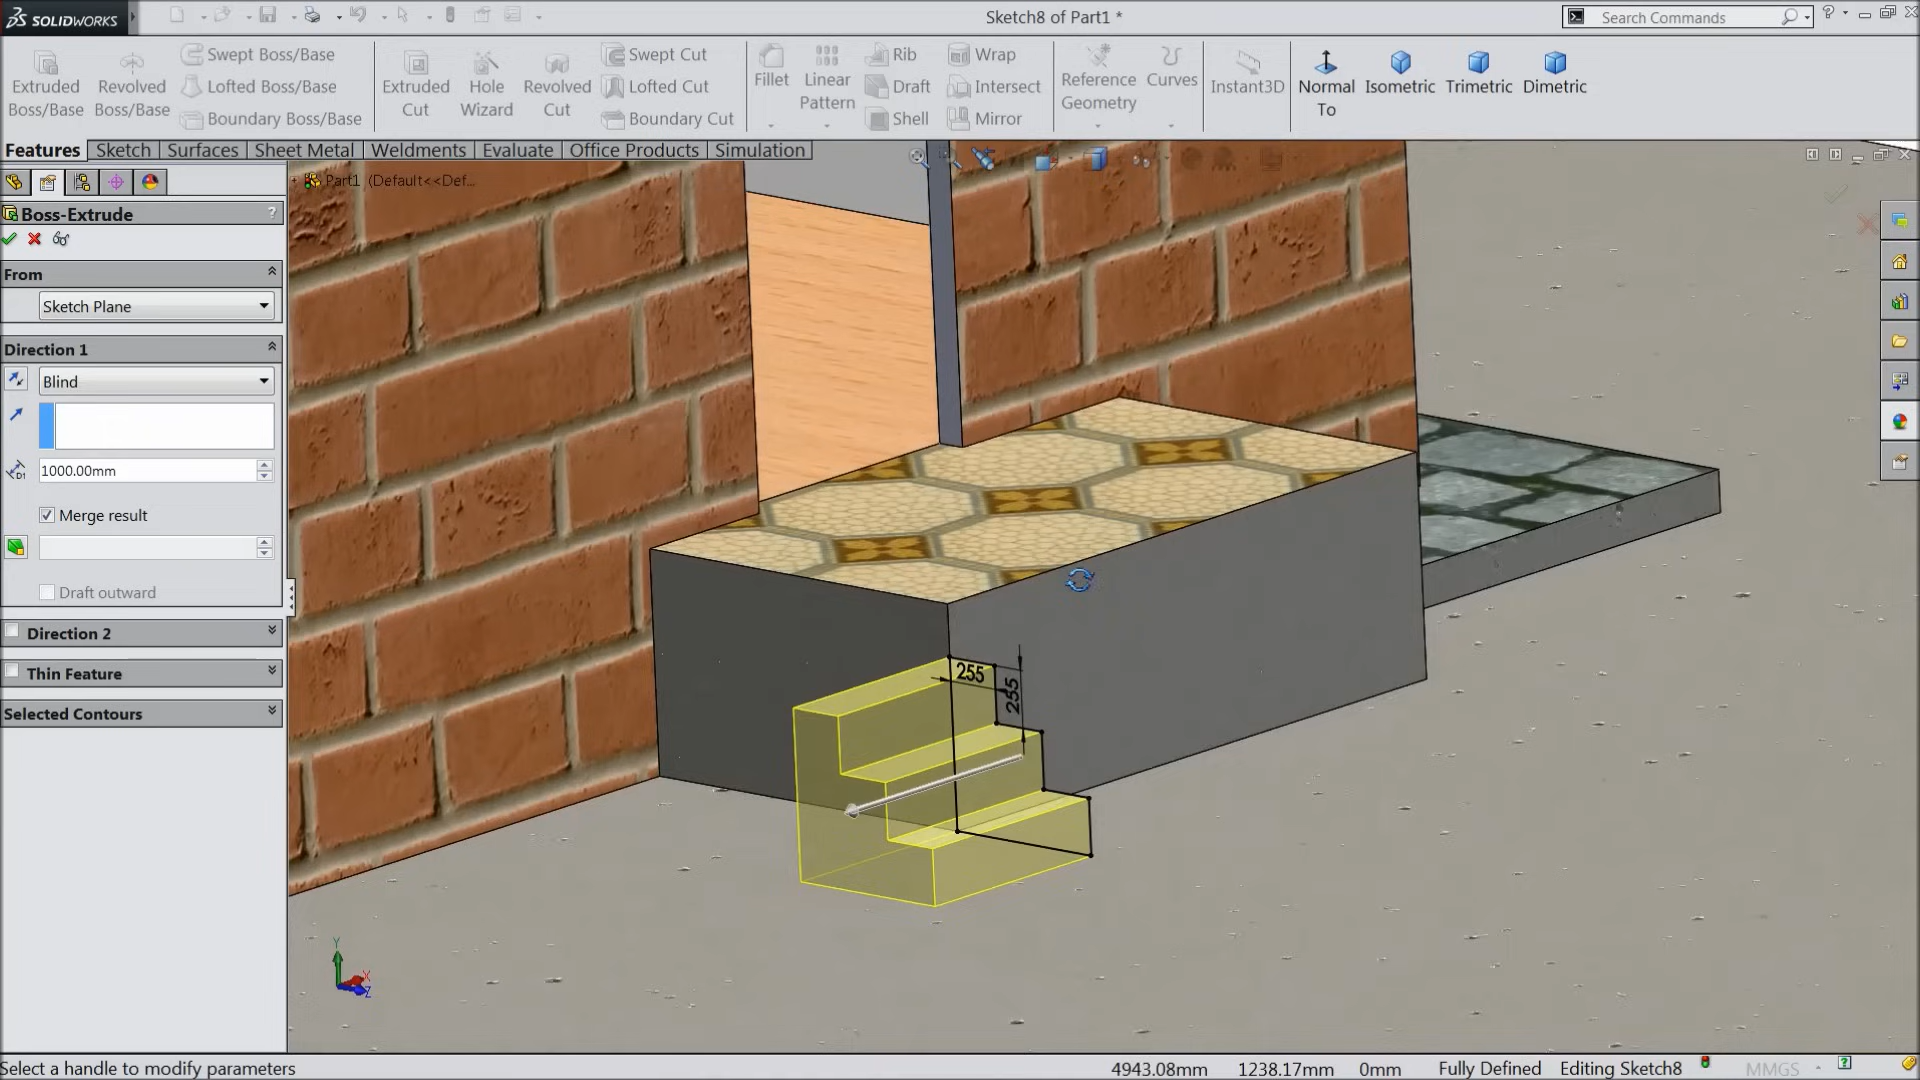 SOLIDWORKS
Sketch8 of Part1 *
Search Commands
?
Extruded Boss/Base
Revolved Boss/Base
Swept Boss/Base
Lofted Boss/Base
Boundary Boss/Base
Extruded Cut
Hole Wizard
Revolved Cut
Swept Cut
Lofted Cut
Boundary Cut
Fillet
Linear Pattern
Rib
Draft
Shell
Wrap
Intersect
Mirror
Reference Geometry
Curves
Instant3D
Normal To
Isometric
Trimetric
Dimetric
Features
Sketch
Surfaces
Sheet Metal
Weldments
Evaluate
Office Products
Simulation
Part1 (Default<<Def...
Boss-Extrude
?
From
Sketch Plane
Direction 1
Blind
D1
1000.00mm
Merge result
Draft outward
Direction 2
Thin Feature
Selected Contours
255
255
Y
X
Z
Select a handle to modify parameters
4943.08mm
1238.17mm
0mm
Fully Defined
Editing Sketch8
MMGS
?